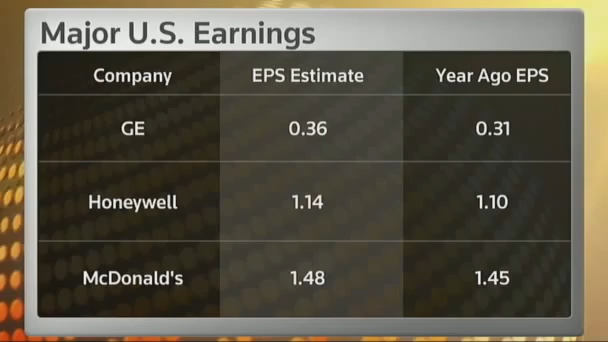 Major U.S. Earnings
Company EPS Estimate Year Ago EPS
GE 0.36 0.31
Honeywell 1.14 1.10
McDonald's 1.48 1.45